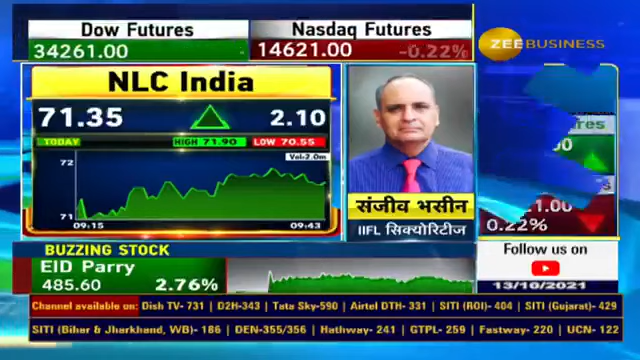 Dow Futures
34261.00
Nasdaq Futures
14621.00 -0.22%
ZEE BUSINESS
NLC India
71.35 2.10
TODAY HIGH 71.90 LOW 70.55
Vol=2.0m
72
71
09:15 09:43
संजीव भसीन
IIFL सिक्योरिटीज
0.22%
BUZZING STOCK
EID Parry
485.60 2.76%
Follow us on
13/10/2021
Channel available on: Dish TV- 731 | D2H-343 | Tata Sky-590 | Airtel DTH- 331 | SITI (ROI)- 404 | SITI (Gujarat)- 429
SITI (Bihar & Jharkhand, WB)- 186 | DEN-355/356 | Hathway- 241 | GTPL- 259 | Fastway- 220 | UCN- 122